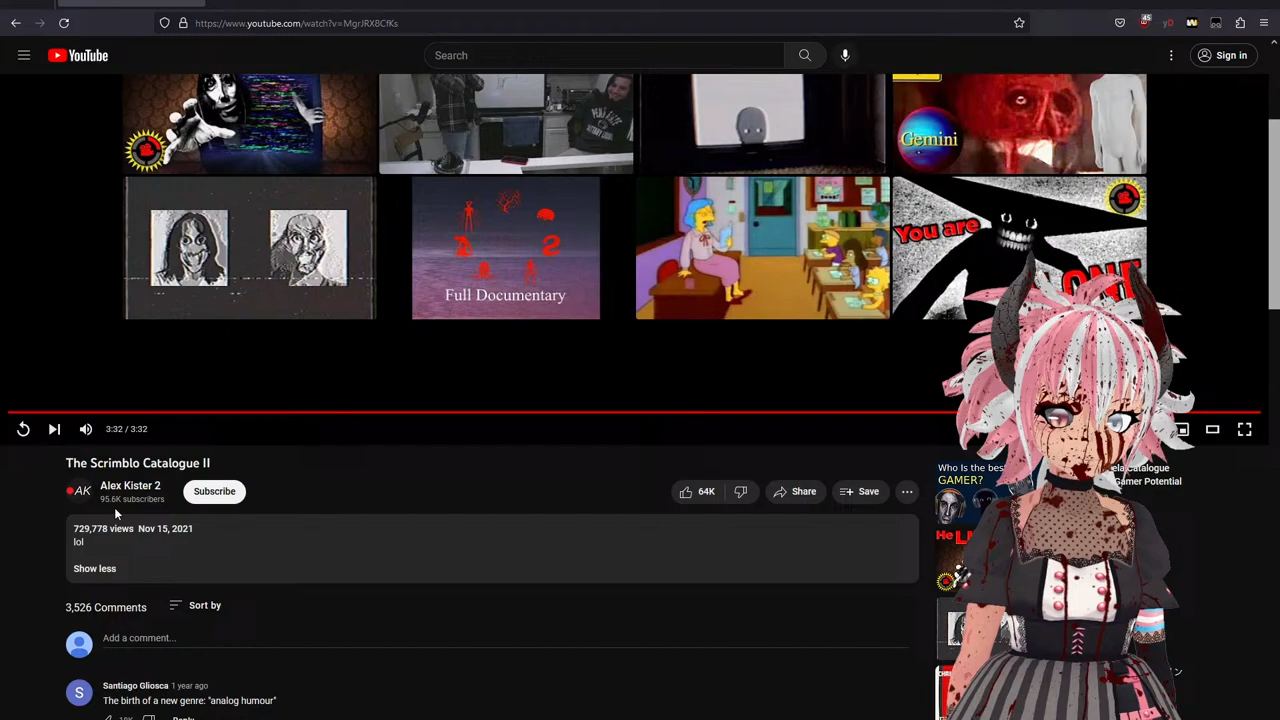 https://www.youtube.com/watch?v=MgrJRX8CfKs
45
YouTube
Search
Sign in
Gemini
You are
Full Documentary
3:32 / 3:32
The Scrimblo Catalogue II
AK
Alex Kister 2
95.6K subscribers
Subscribe
64K
Share
Save
729,778 views Nov 15, 2021
lol
Show less
3,526 Comments
Sort by
Add a comment...
S
Santiago Gliosca 1 year ago
The birth of a new genre: "analog humour"
Who Is the best
GAMER?
Catalogue
Gamer Potential